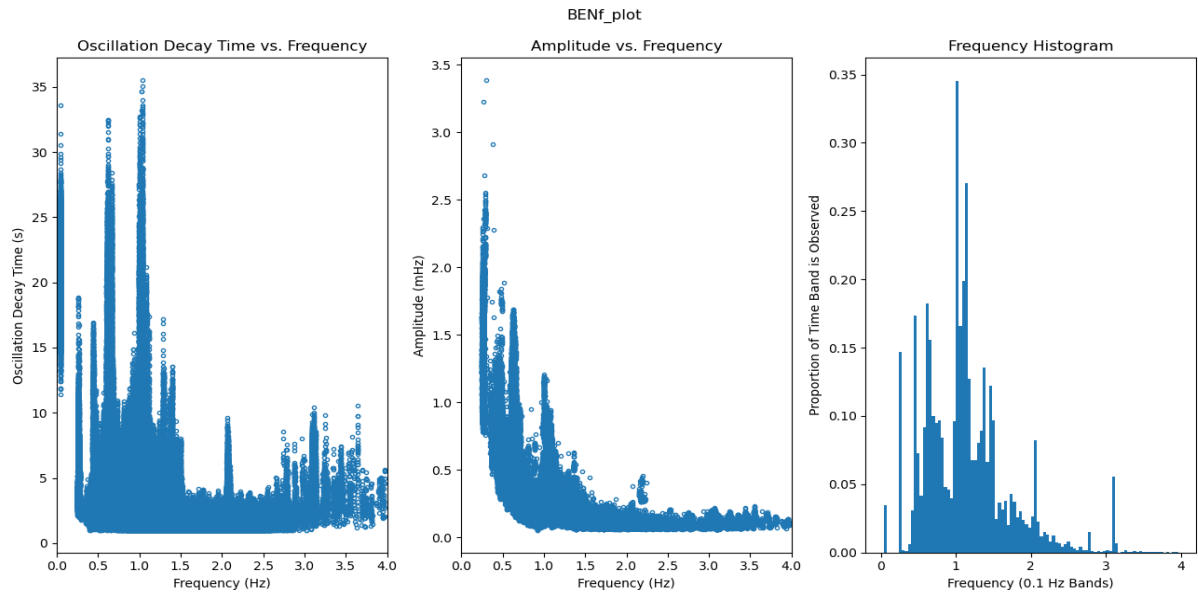 BENf_plot
Oscillation Decay Time vs. Frequency
Oscillation Decay Time (s)
35
30
25
20
15
10
5
0
0.0 0.5 1.0 1.5 2.0 2.5 3.0 3.5 4.0
Frequency (Hz)
Amplitude vs. Frequency
Amplitude (mHz)
3.5
3.0
2.5
2.0
1.5
1.0
0.5
0.0
0.0 0.5 1.0 1.5 2.0 2.5 3.0 3.5 4.0
Frequency (Hz)
Frequency Histogram
Proportion of Time Band is Observed
0.35
0.30
0.25
0.20
0.15
0.10
0.05
0.00
0 1 2 3 4
Frequency (0.1 Hz Bands)